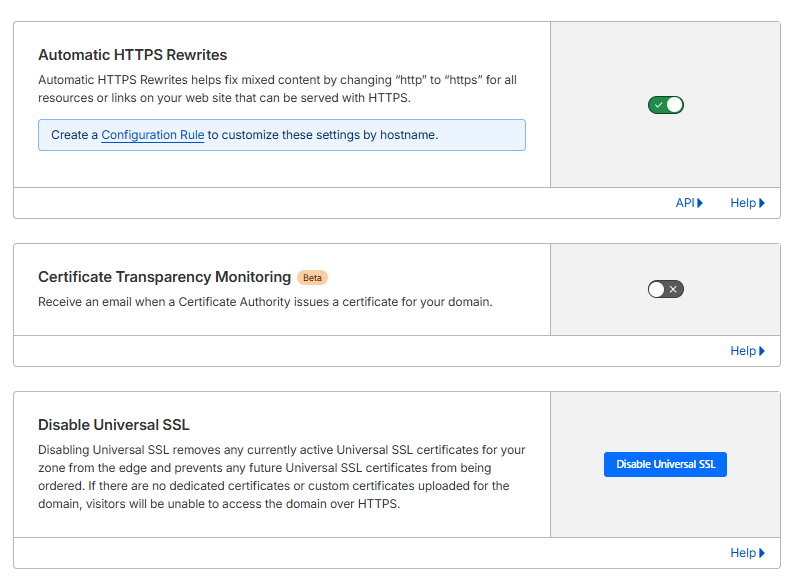 Automatic HTTPS Rewrites
Automatic HTTPS Rewrites helps fix mixed content by changing “http” to “https” for all
resources or links on your web site that can be served with HTTPS.
Create a Configuration Rule to customize these settings by hostname.
API
Help
Certificate Transparency Monitoring Beta
Receive an email when a Certificate Authority issues a certificate for your domain.
Help
Disable Universal SSL
Disabling Universal SSL removes any currently active Universal SSL certificates for your
zone from the edge and prevents any future Universal SSL certificates from being
ordered. If there are no dedicated certificates or custom certificates uploaded for the
domain, visitors will be unable to access the domain over HTTPS.
Disable Universal SSL
Help